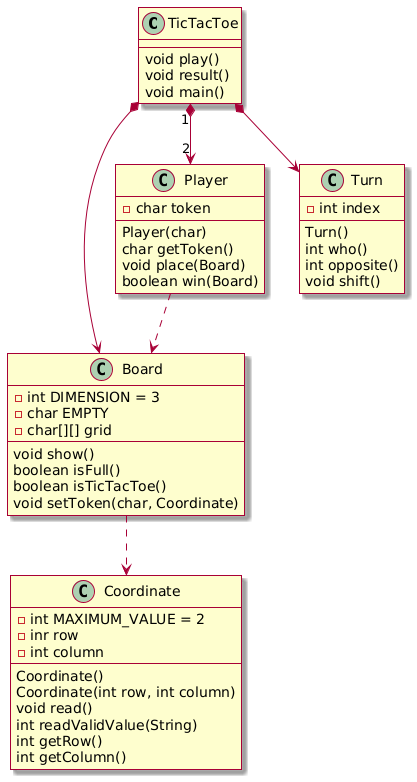 C TicTacToe
void play()
void result()
void main()
1
2
C Player
char token
Player(char)
char getToken()
void place(Board)
boolean win(Board)
C Turn
int index
Turn()
int who()
int opposite()
void shift()
C Board
int DIMENSION = 3
char EMPTY
char[][] grid
void show()
boolean isFull()
boolean isTicTacToe()
void setToken(char, Coordinate)
C Coordinate
int MAXIMUM_VALUE = 2
inr row
int column
Coordinate()
Coordinate(int row, int column)
void read()
int readValidValue(String)
int getRow()
int getColumn()